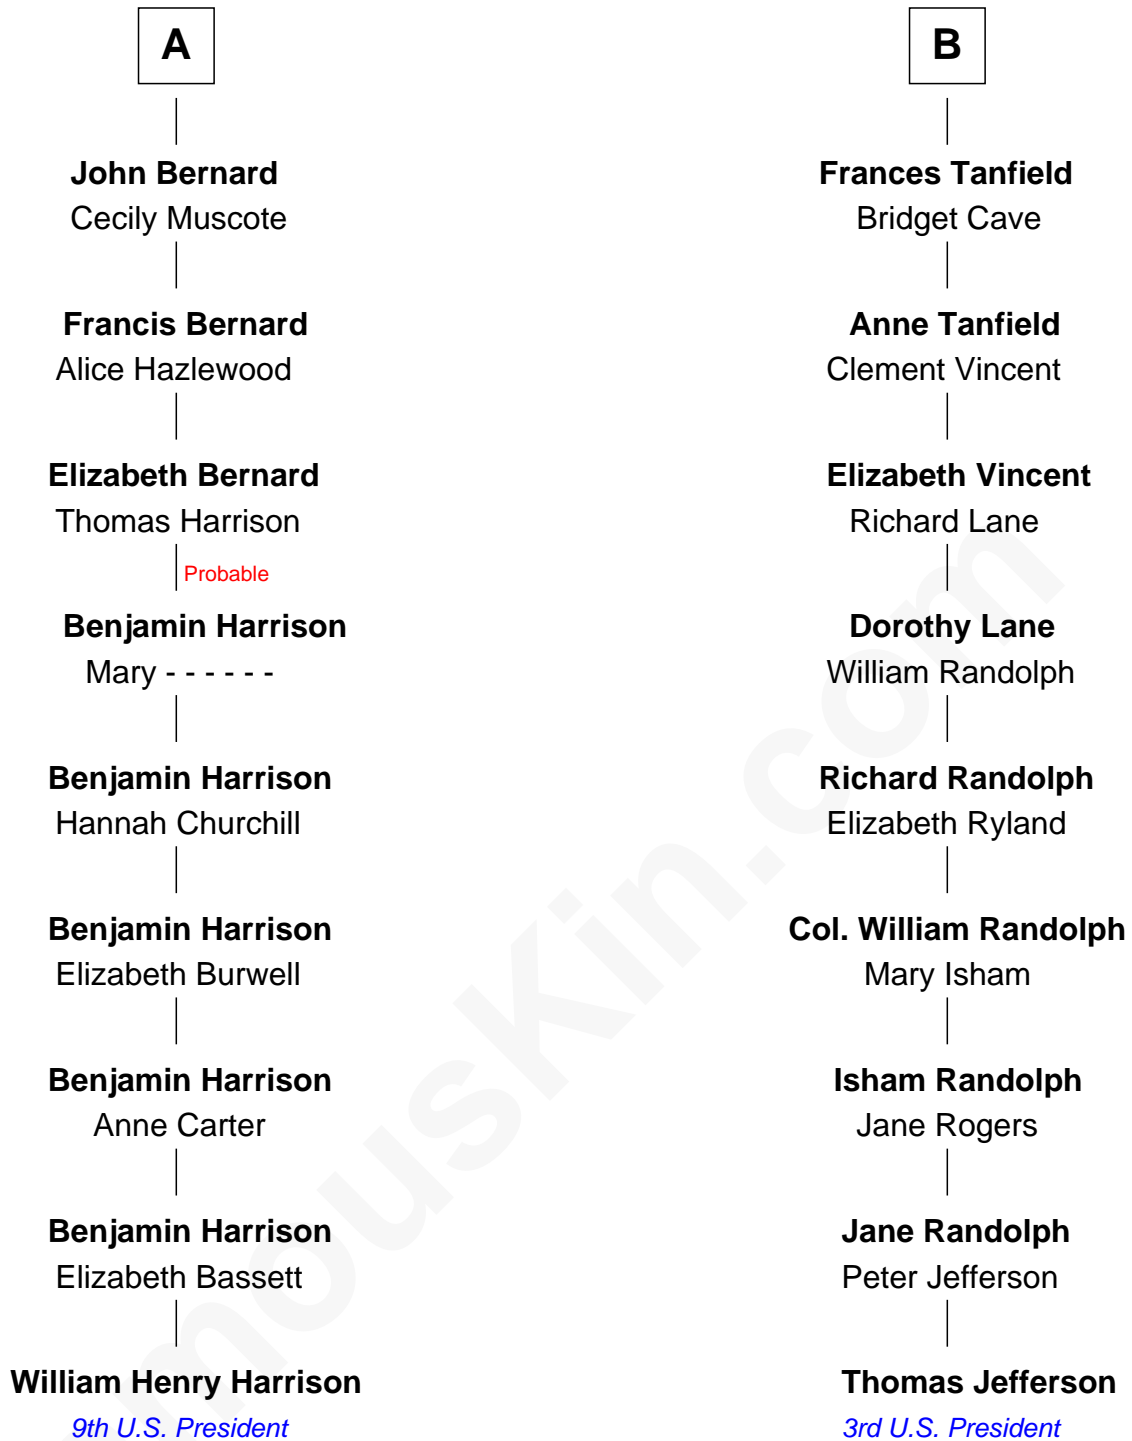 A
John Bernard
Cecily Muscote
Francis Bernard
Alice Hazlewood
Elizabeth Bernard
Thomas Harrison
Probable
Benjamin Harrison
Mary - - - - - -
Benjamin Harrison
Hannah Churchill
Benjamin Harrison
Elizabeth Burwell
Benjamin Harrison
Anne Carter
Benjamin Harrison
Elizabeth Bassett
William Henry Harrison
9th U.S. President
B
Frances Tanfield
Bridget Cave
Anne Tanfield
Clement Vincent
Elizabeth Vincent
Richard Lane
Dorothy Lane
William Randolph
Richard Randolph
Elizabeth Ryland
Col. William Randolph
Mary Isham
Isham Randolph
Jane Rogers
Jane Randolph
Peter Jefferson
Thomas Jefferson
3rd U.S. President
mouskin.com